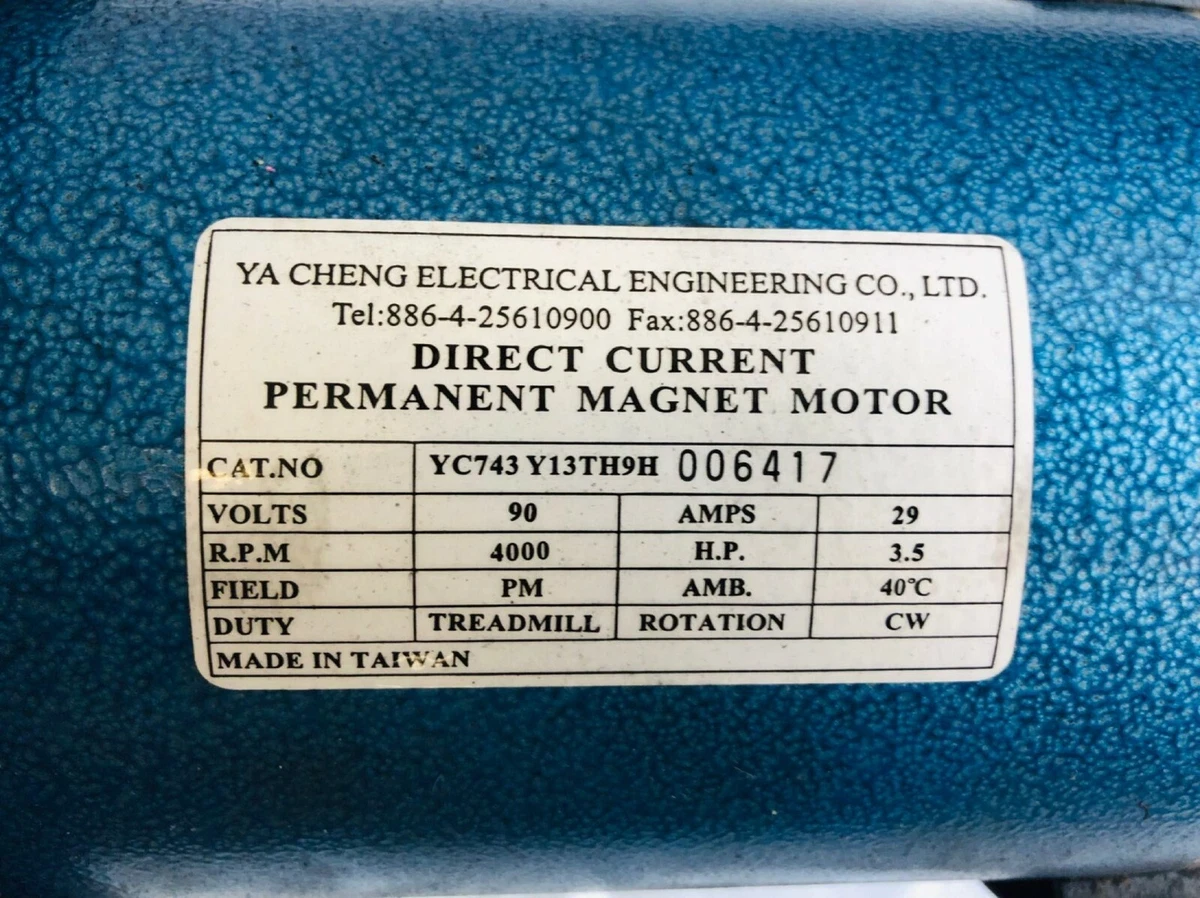 YA CHENG ELECTRICAL ENGINEERING CO., LTD.
Tel:886-4-25610900 Fax:886-4-25610911
DIRECT CURRENT
PERMANENT MAGNET MOTOR
CAT.NO YC743 Y13TH9H 006417
VOLTS 90 AMPS 29
R.P.M 4000 H.P. 3.5
FIELD PM AMB. 40°C
DUTY TREADMILL ROTATION CW
MADE IN TAIWAN